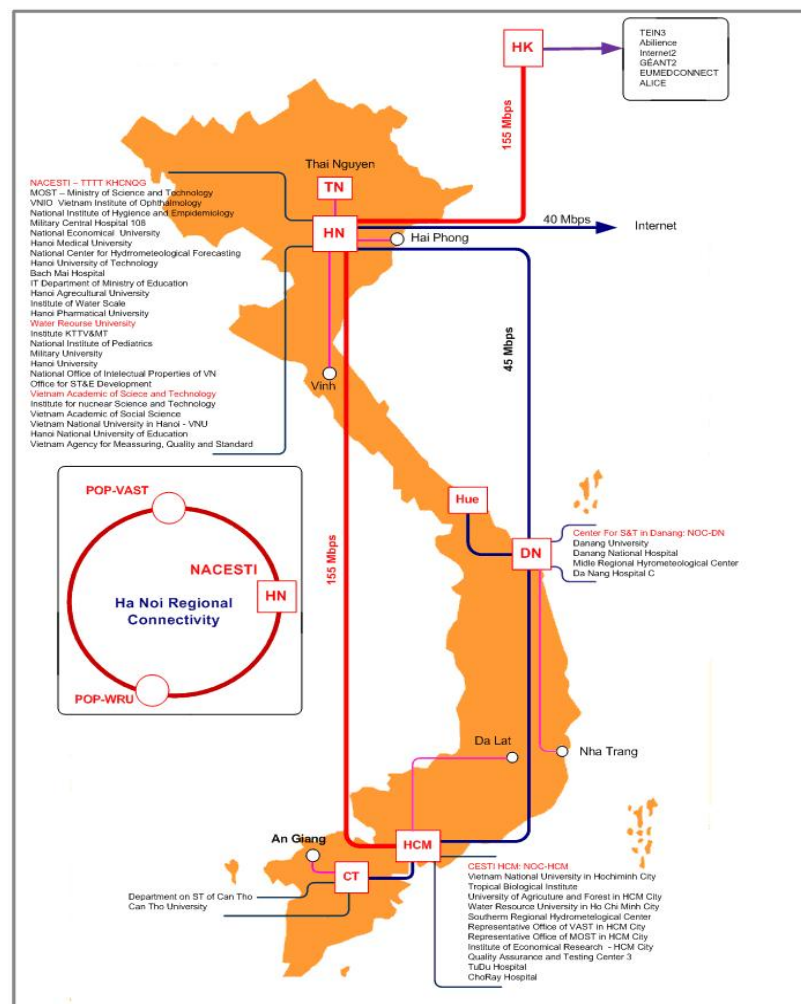 HK
TEIN3
Abilience
Internet2
GÉANT2
EUMEDCONNECT
ALICE
155 Mbps
Thai Nguyen
TN
HN
40 Mbps
Internet
Hai Phong
NACESTI – TTTT KHCNQG
MOST – Ministry of Science and Technology
VNIO Vietnam Institute of Ophthalmology
National Institute of Hygience and Empidemiology
Military Central Hospital 108
National Economical University
Hanoi Medical University
National Center for Hydrrometeological Forecasting
Hanoi University of Technology
Bach Mai Hospital
IT Department of Ministry of Education
Hanoi Agrecultural University
Institute of Water Scale
Hanoi Pharmatical University
Water Reourse University
Institute KTTV&MT
National Institute of Pediatrics
Military University
Hanoi University
National Office of Intelectual Properties of VN
Office for ST&E Development
Vietnam Academic of Sciece and Technology
Institute for nucnear Science and Technology
Vietnam Academic of Social Science
Vietnam National University in Hanoi - VNU
Hanoi National University of Education
Vietnam Agency for Meassuring, Quality and Standard
45 Mbps
Vinh
POP-VAST
NACESTI
HN
Ha Noi Regional
Connectivity
POP-WRU
155 Mbps
Hue
DN
Center For S&T in Danang: NOC-DN
Danang University
Danang National Hospital
Midle Regional Hyrometeological Center
Da Nang Hospital C
Da Lat
Nha Trang
An Giang
HCM
CT
Department on ST of Can Tho
Can Tho University
CESTI HCM: NOC-HCM
Vietnam National University in Hochiminh City
Tropical Biological Institute
University of Agricuture and Forest in HCM City
Water Resource University in Ho Chi Minh City
Southerm Regional Hydrometelogical Center
Representative Office of VAST in HCM City
Representative Office of MOST in HCM City
Institute of Economical Research - HCM City
Quality Assurance and Testing Center 3
TuDu Hospital
ChoRay Hospital